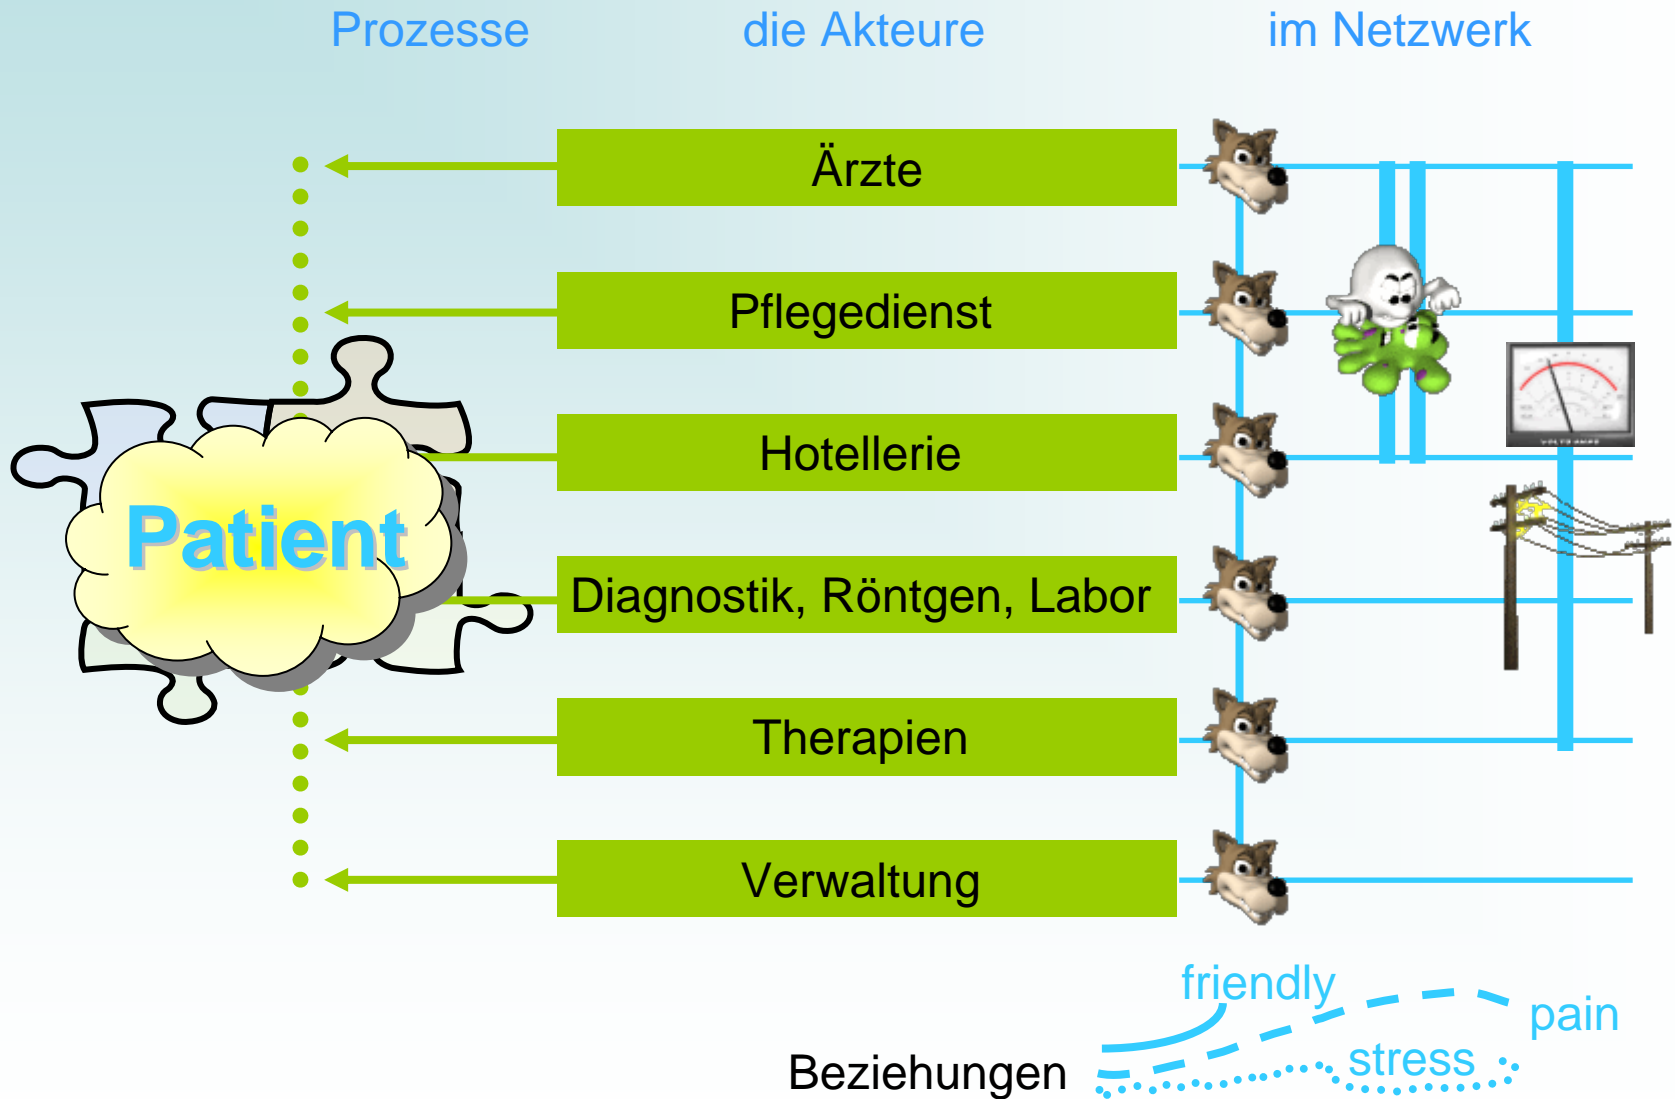 Prozesse die Akteure im Netzwerk
Ärzte
Pflegedienst
Hotellerie
Patient
Diagnostik, Röntgen, Labor
Therapien
Verwaltung
friendly
pain
stress
Beziehungen